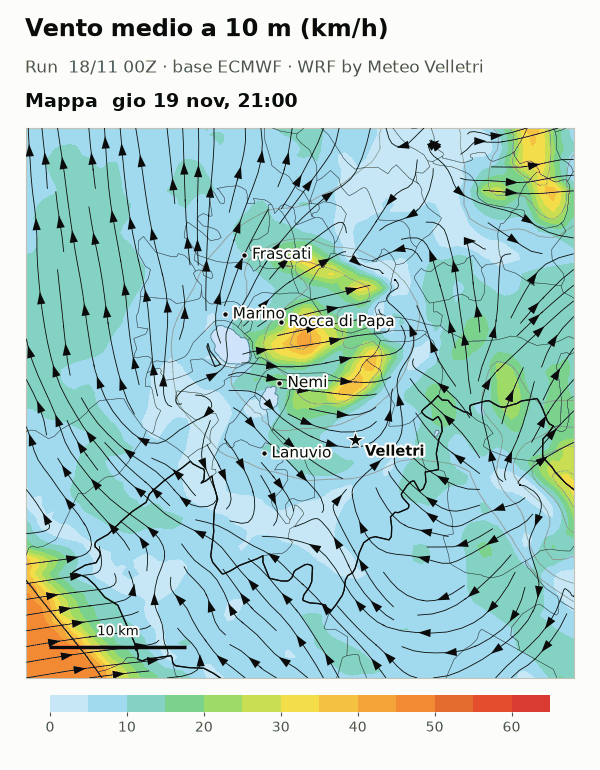 Vento medio a 10 m (km/h)
Run  18/11 00Z · base ECMWF · WRF by Meteo Velletri
Mappa  gio 19 nov, 21:00
Frascati
Marino
Rocca di Papa
Nemi
Velletri
Lanuvio
10 km
0 10 20 30 40 50 60